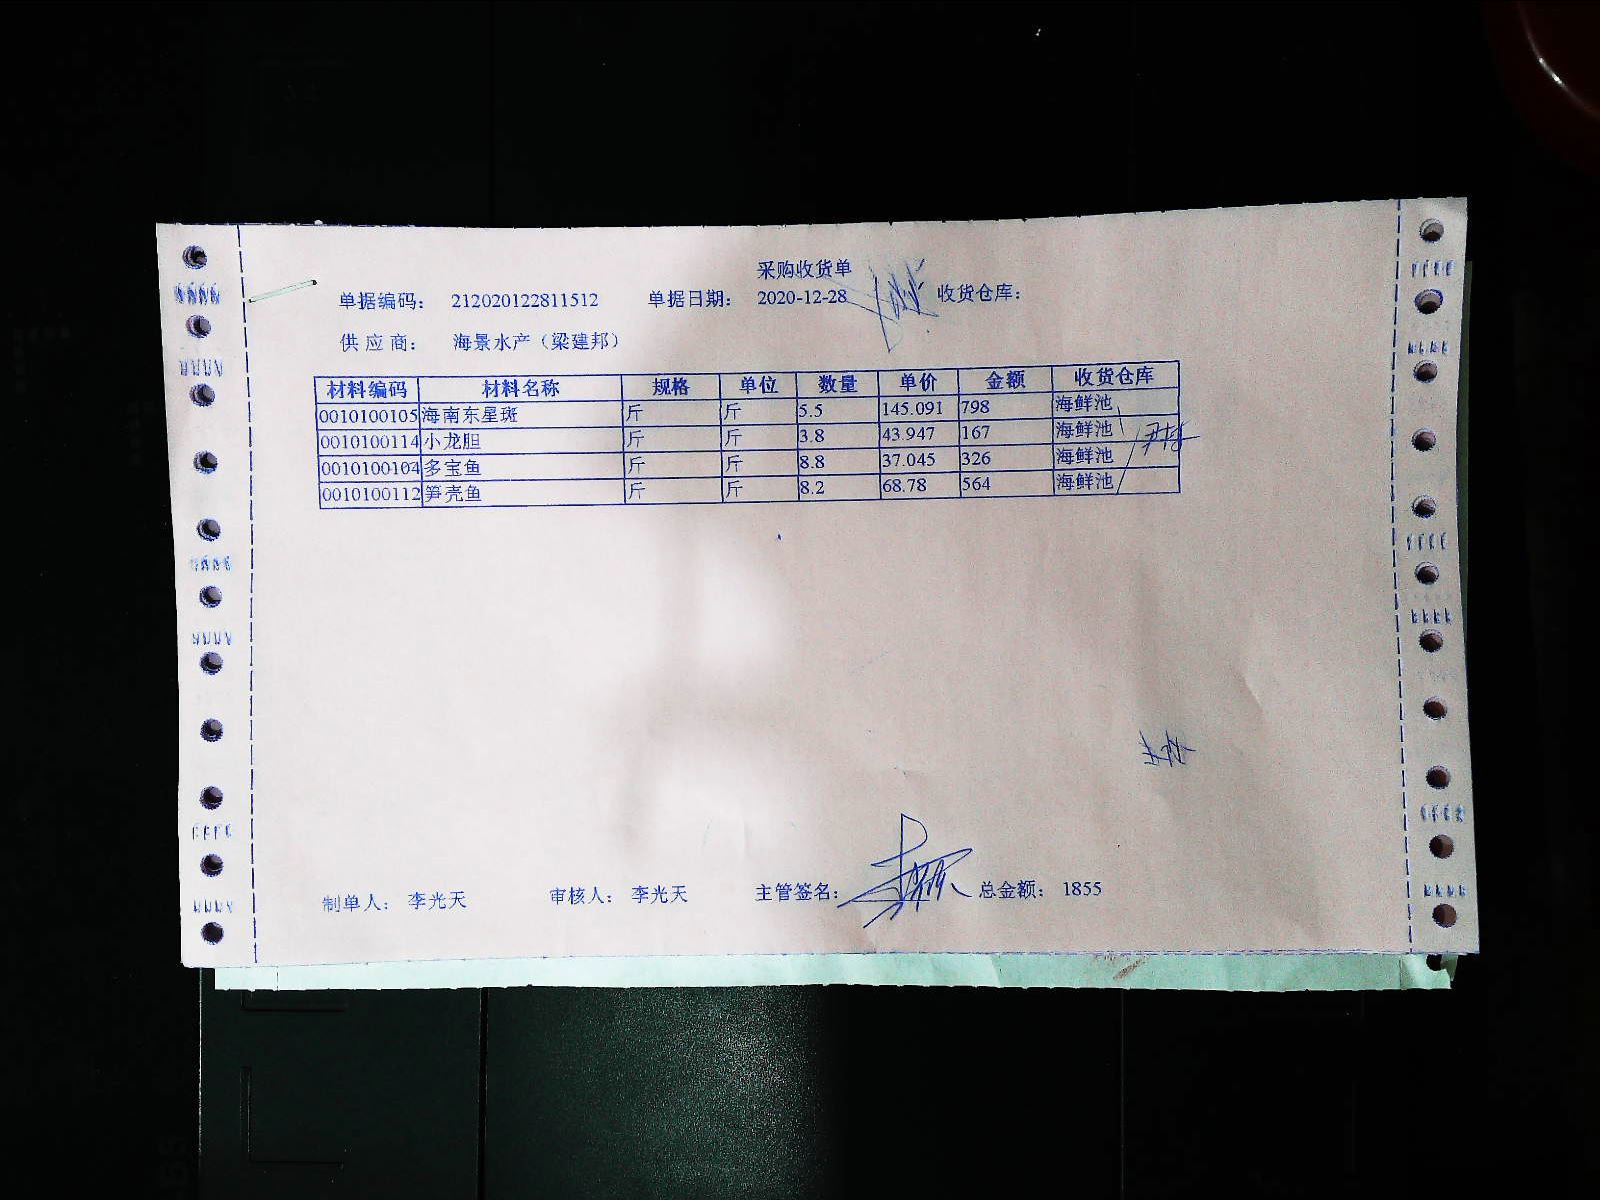 采购收货单
单据编码： 212020122811512 单据日期： 2020-12-28 收货仓库：
供 应 商： 海景水产（梁建邦）
材料编码 材料名称 规格 单位 数量 单价 金额 收货仓库
0010100105 海南东星斑 斤 斤 5.5 145.091 798 海鲜池
0010100114 小龙胆 斤 斤 3.8 43.947 167 海鲜池
0010100104 多宝鱼 斤 斤 8.8 37.045 326 海鲜池
0010100112 笋壳鱼 斤 斤 8.2 68.78 564 海鲜池
制单人： 李光天 审核人： 李光天 主管签名： 总金额： 1855